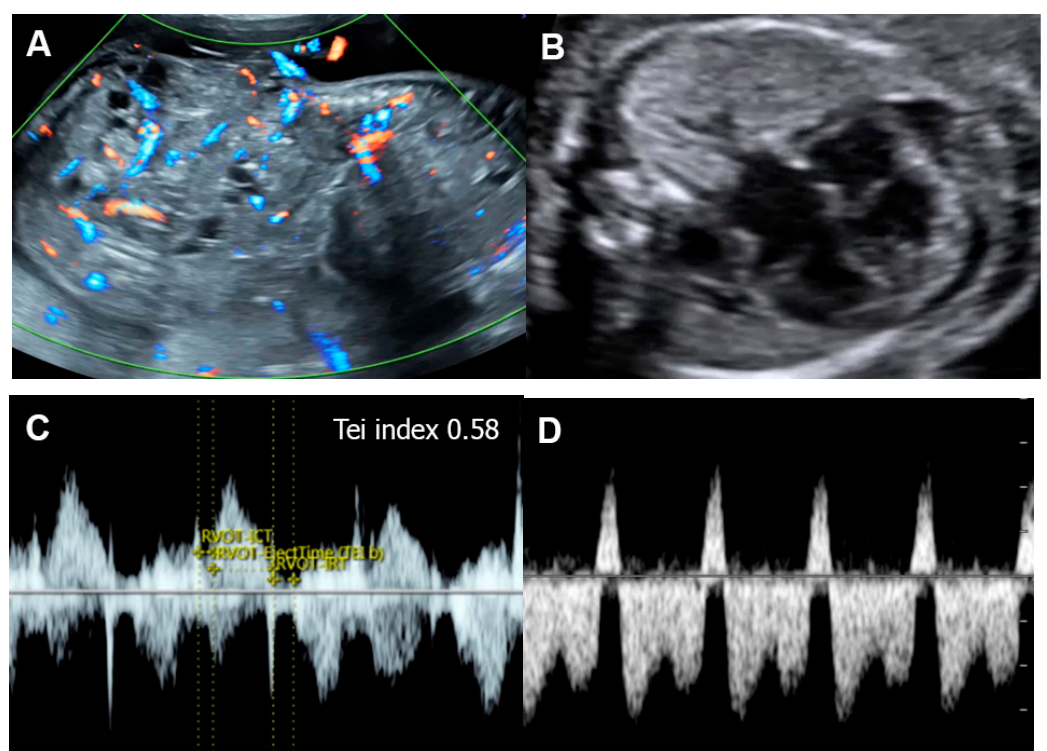 A
B
C
Tei index 0.58
D
RVOT-ICT
RVOT-EjectTime (TEI b)
RVOT-IRT